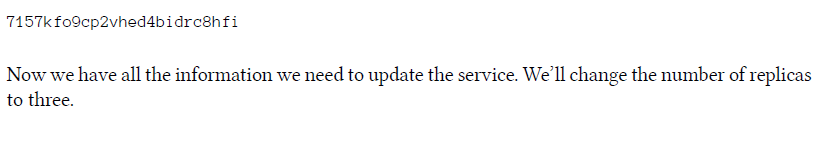 7157kfo9cp2vhed4bidrc8hfi
Now we have all the information we need to update the service. We’ll change the number of replicas
to three.